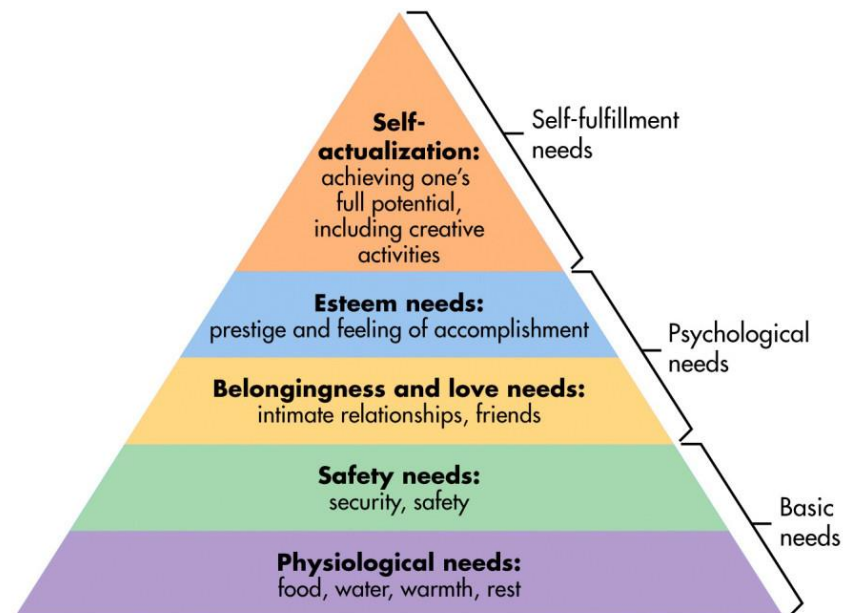 Self-
actualization:
achieving one's
full potential,
including creative
activities
Self-fulfillment
needs
Esteem needs:
prestige and feeling of accomplishment
Belongingness and love needs:
intimate relationships, friends
Psychological
needs
Safety needs:
security, safety
Physiological needs:
food, water, warmth, rest
Basic
needs